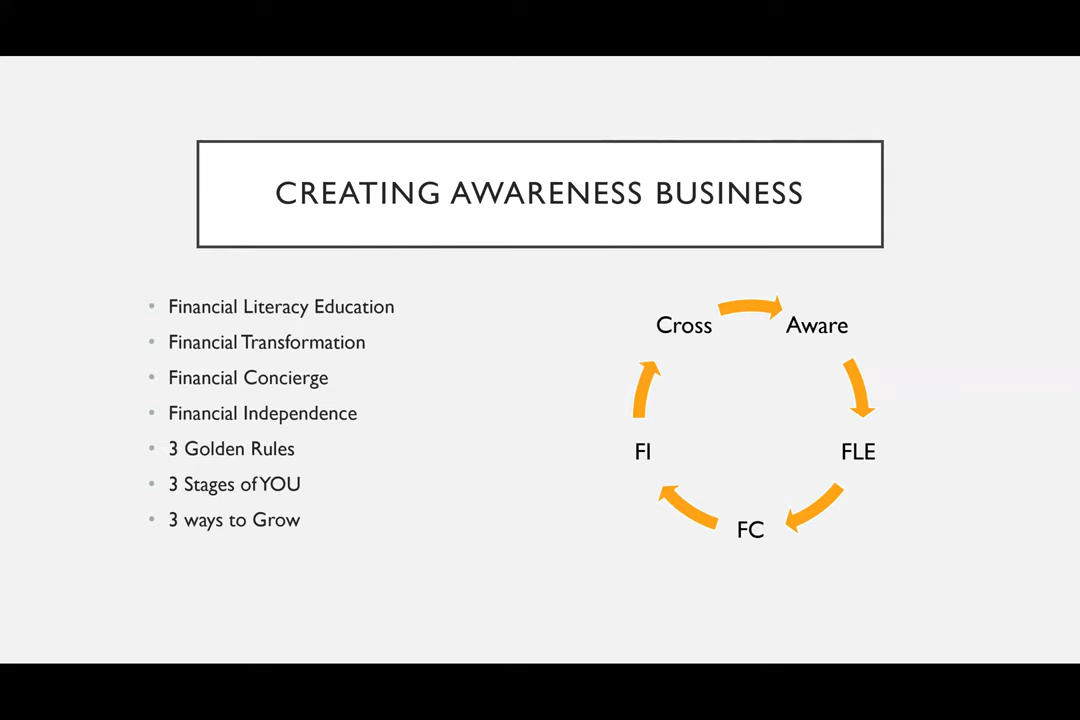 CREATING AWARENESS BUSINESS
Financial Literacy Education
Financial Transformation
Financial Concierge
Financial Independence
3 Golden Rules
3 Stages of YOU
3 ways to Grow
Cross
Aware
FLE
FC
FI